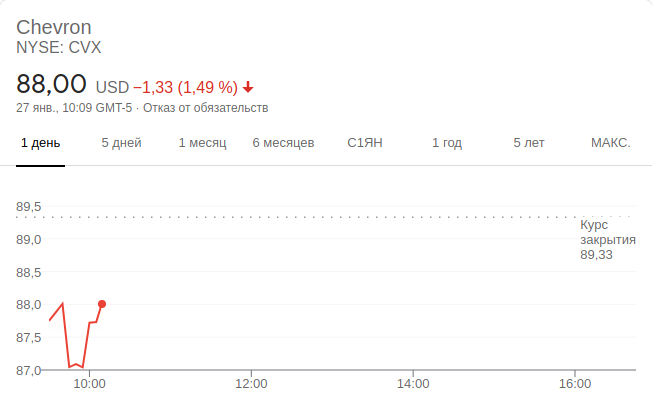 Chevron
NYSE: CVX
88,00 USD −1,33 (1,49 %)
27 янв., 10:09 GMT-5 · Отказ от обязательств
1 день 5 дней 1 месяц 6 месяцев С1ЯН 1 год 5 лет МАКС.
89,5
Курс
89,0 закрытия
89,33
88,5
88,0
87,5
87,0
10:00 12:00 14:00 16:00